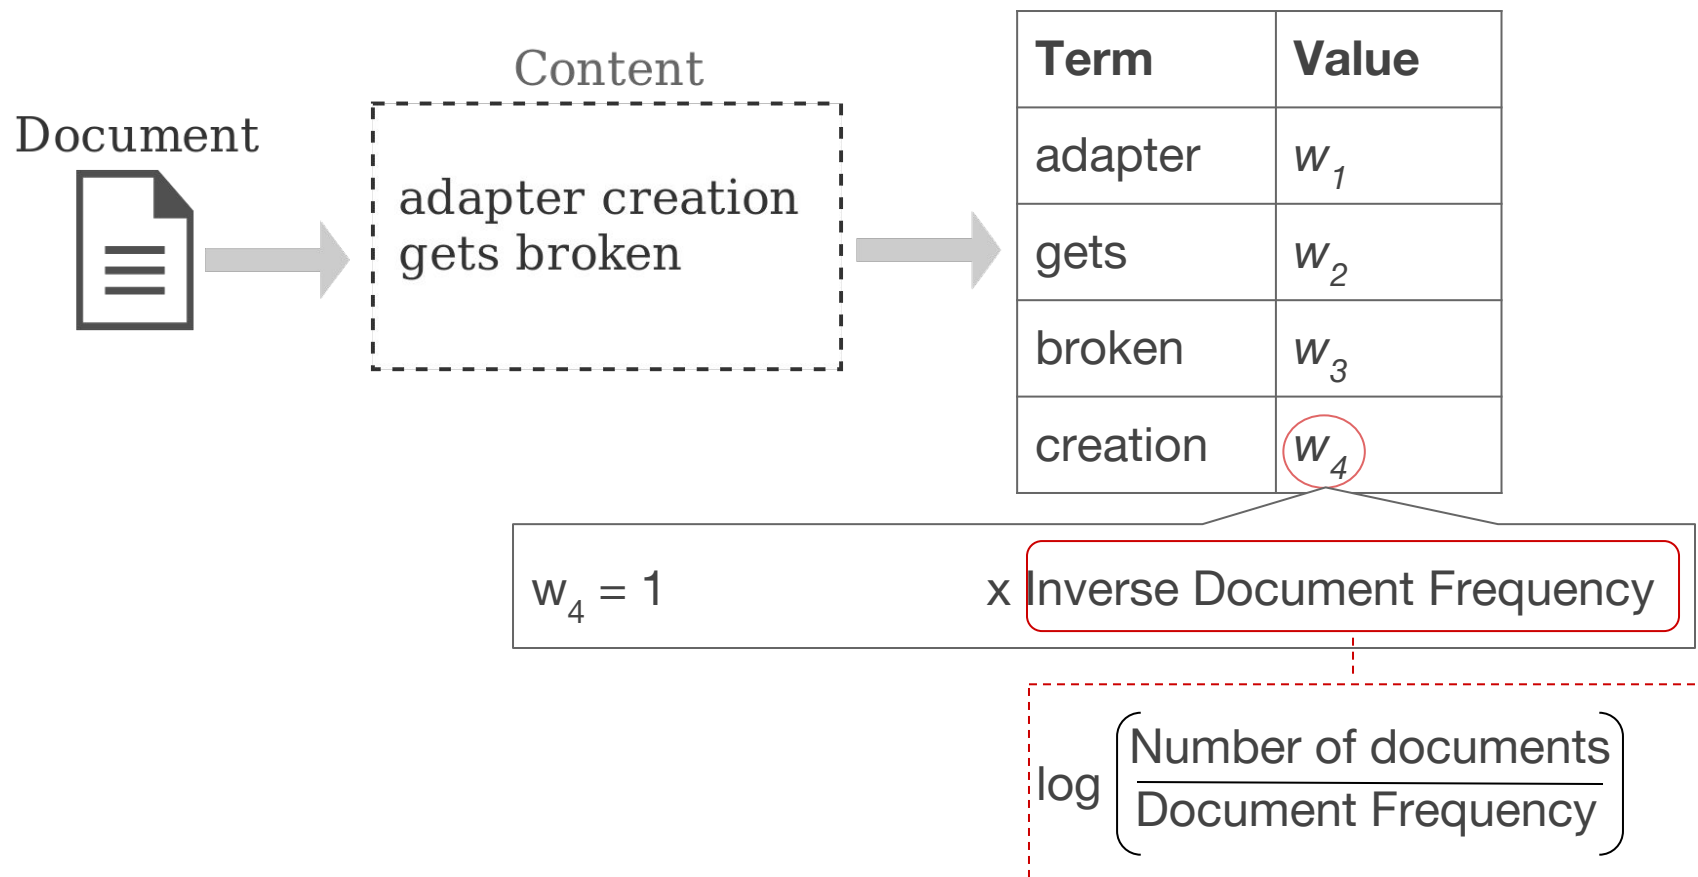 Document
Content
adapter creation
gets broken
Term Value
adapter w1
gets w2
broken w3
creation w4
w4 = 1 x Inverse Document Frequency
log
Number of documents
Document Frequency